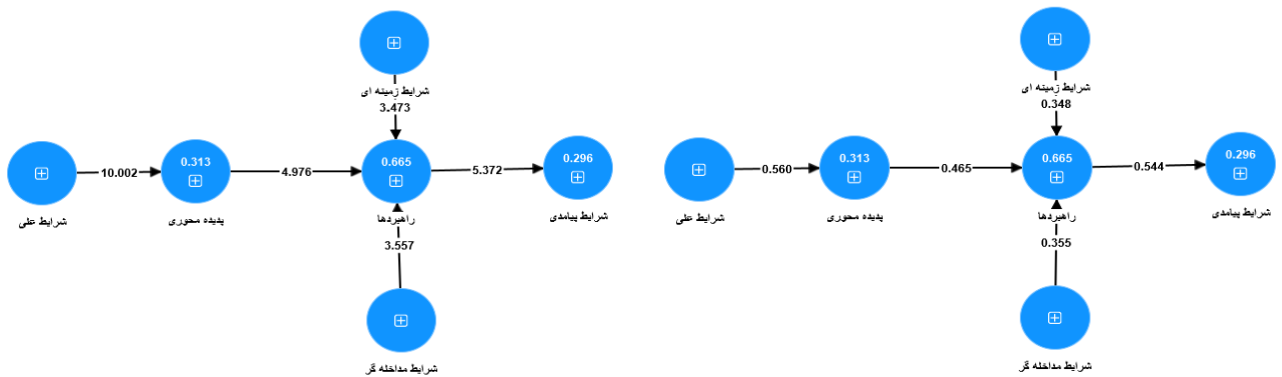 شرایط زمینه ای
3.473
10.002
0.313
4.976
0.665
5.372
0.296
شرایط علی
پدیده محوری
راهبردها
شرایط پیامدی
3.557
شرایط مداخله گر
شرایط زمینه ای
0.348
0.560
0.313
0.465
0.665
0.544
0.296
شرایط علی
پدیده محوری
راهبردها
شرایط پیامدی
0.355
شرایط مداخله گر